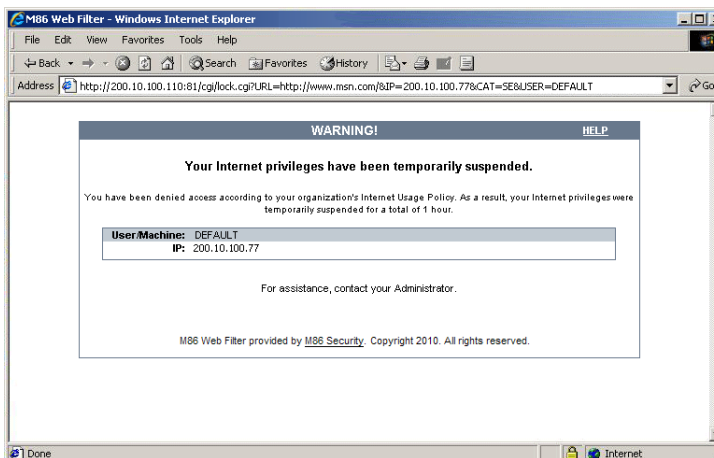 M86 Web Filter - Windows Internet Explorer
File Edit View Favorites Tools Help
Back Search Favorites History
Address http://200.10.100.110:81/cgi/lock.cgi?URL=http://www.msn.com/&IP=200.10.100.77&CAT=SE&USER=DEFAULT Go
WARNING! HELP
Your Internet privileges have been temporarily suspended.
You have been denied access according to your organization's Internet Usage Policy. As a result, your Internet privileges were
temporarily suspended for a total of 1 hour.
User/Machine: DEFAULT
IP: 200.10.100.77
For assistance, contact your Administrator.
M86 Web Filter provided by M86 Security. Copyright 2010. All rights reserved.
Done Internet